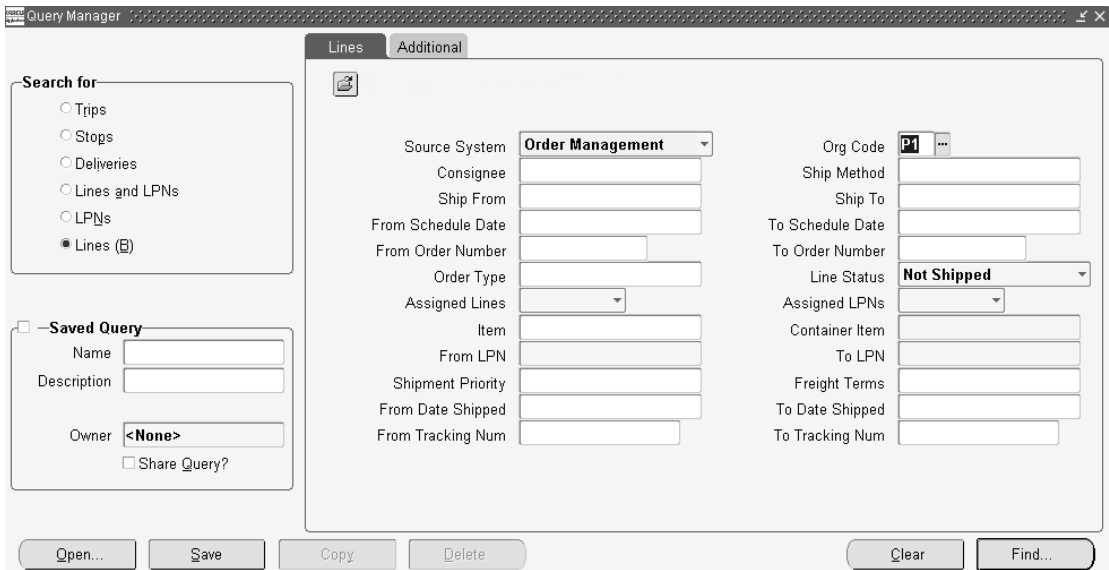 ORACLE Query Manager
Lines Additional
Search for
Trips
Stops
Deliveries
Lines and LPNs
LPNs
Lines (B)
Source System Order Management Org Code P1 ...
Consignee Ship Method
Ship From Ship To
From Schedule Date To Schedule Date
From Order Number To Order Number
Order Type Line Status Not Shipped
Assigned Lines Assigned LPNs
Item Container Item
From LPN To LPN
Shipment Priority Freight Terms
From Date Shipped To Date Shipped
From Tracking Num To Tracking Num
Saved Query
Name
Description
Owner <None>
Share Query?
Open... Save Copy Delete Clear Find...